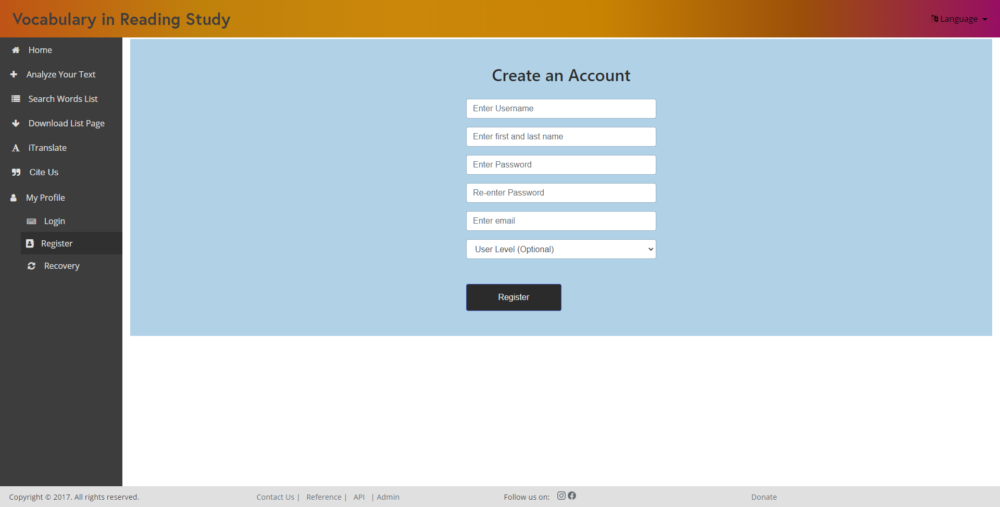 Vocabulary in Reading Study
Language
Home
Analyze Your Text
Search Words List
Download List Page
iTranslate
Cite Us
My Profile
Login
Register
Recovery
Create an Account
Enter Username
Enter first and last name
Enter Password
Re-enter Password
Enter email
User Level (Optional)
Register
Copyright © 2017. All rights reserved.
Contact Us | Reference | API | Admin
Follow us on:
Donate